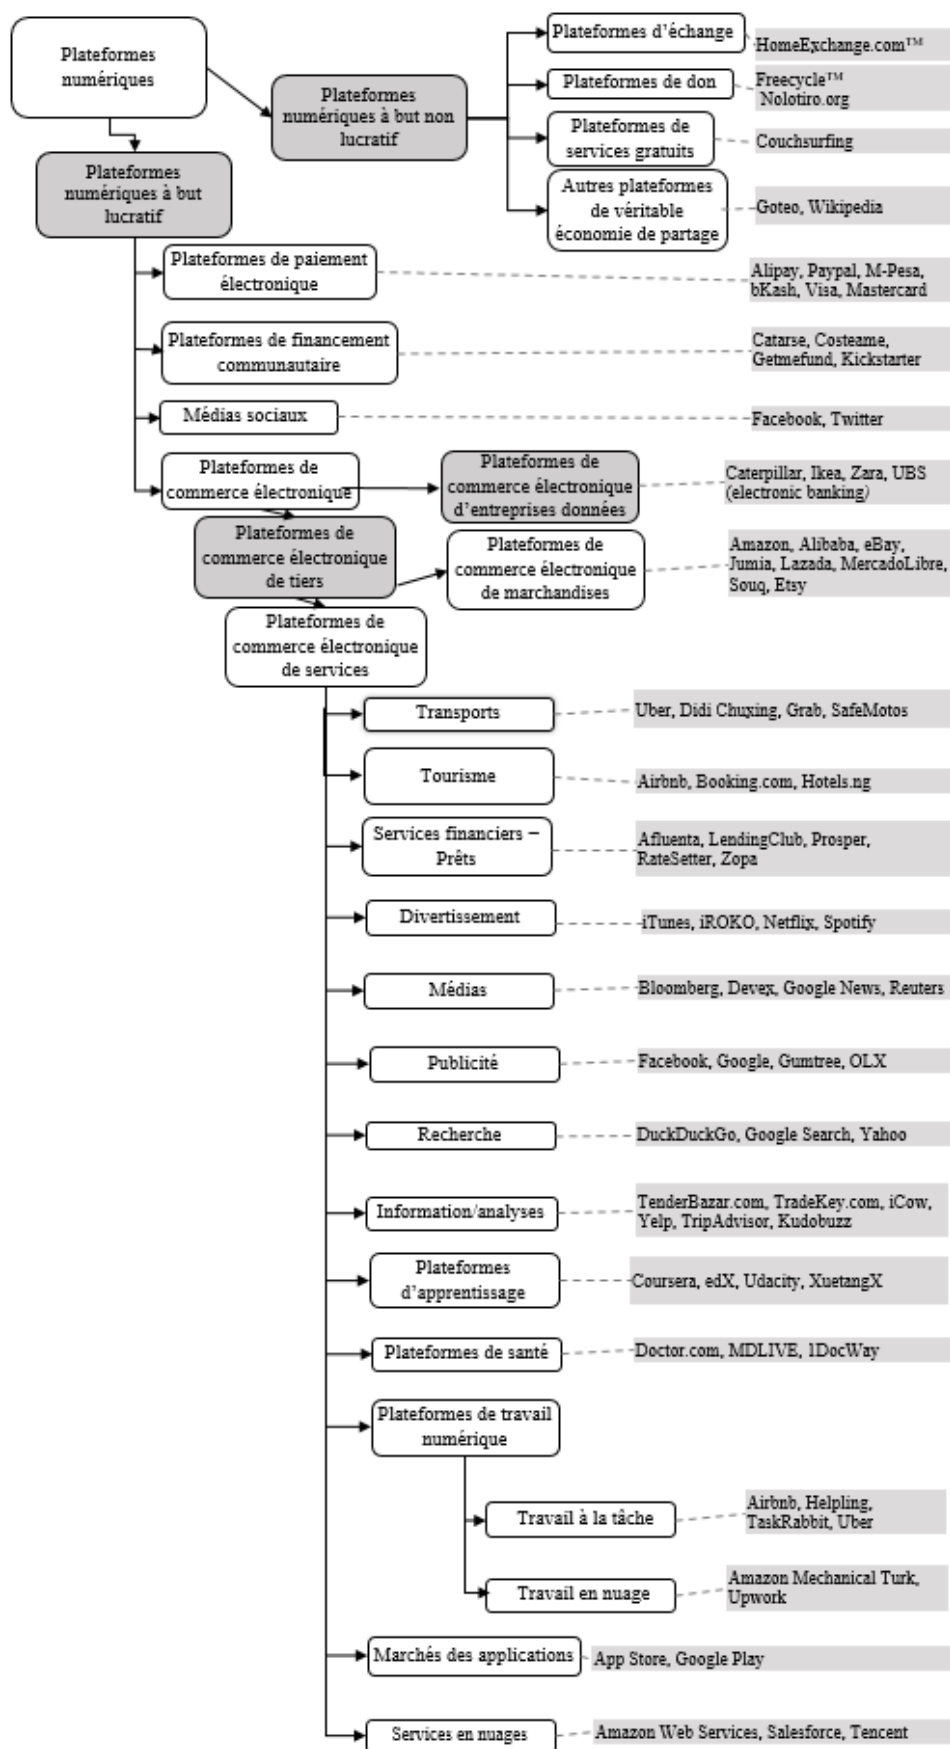 Plateformes
numériques
Plateformes
numériques à but non
lucratif
Plateformes d’échange
HomeExchange.com™
Plateformes de don
Freecycle™
Nolotiro.org
Plateformes de
services gratuits
Couchsurfing
Autres plateformes
de véritable
économie de partage
Goteo, Wikipedia
Plateformes
numériques à but
lucratif
Plateformes de paiement
électronique
Alipay, Paypal, M-Pesa,
bKash, Visa, Mastercard
Plateformes de financement
communautaire
Catarse, Costeame,
Getmefund, Kickstarter
Médias sociaux
Facebook, Twitter
Plateformes de
commerce électronique
Plateformes de
commerce électronique
d’entreprises données
Caterpillar, Ikea, Zara, UBS
(electronic banking)
Plateformes de
commerce électronique
de tiers
Plateformes de
commerce électronique
de marchandises
Amazon, Alibaba, eBay,
Jumia, Lazada, MercadoLibre,
Souq, Etsy
Plateformes de
commerce électronique
de services
Transports
Uber, Didi Chuxing, Grab, SafeMotos
Tourisme
Airbnb, Booking.com, Hotels.ng
Services financiers –
Prêts
Afluenta, LendingClub, Prosper,
RateSetter, Zopa
Divertissement
iTunes, iROKO, Netflix, Spotify
Médias
Bloomberg, Devex, Google News, Reuters
Publicité
Facebook, Google, Gumtree, OLX
Recherche
DuckDuckGo, Google Search, Yahoo
Information/analyses
TenderBazar.com, TradeKey.com, iCow,
Yelp, TripAdvisor, Kudobuzz
Plateformes
d’apprentissage
Coursera, edX, Udacity, XuetangX
Plateformes de santé
Doctor.com, MDLIVE, 1DocWay
Plateformes de travail
numérique
Travail à la tâche
Airbnb, Helpling,
TaskRabbit, Uber
Travail en nuage
Amazon Mechanical Turk,
Upwork
Marchés des applications
App Store, Google Play
Services en nuages
Amazon Web Services, Salesforce, Tencent